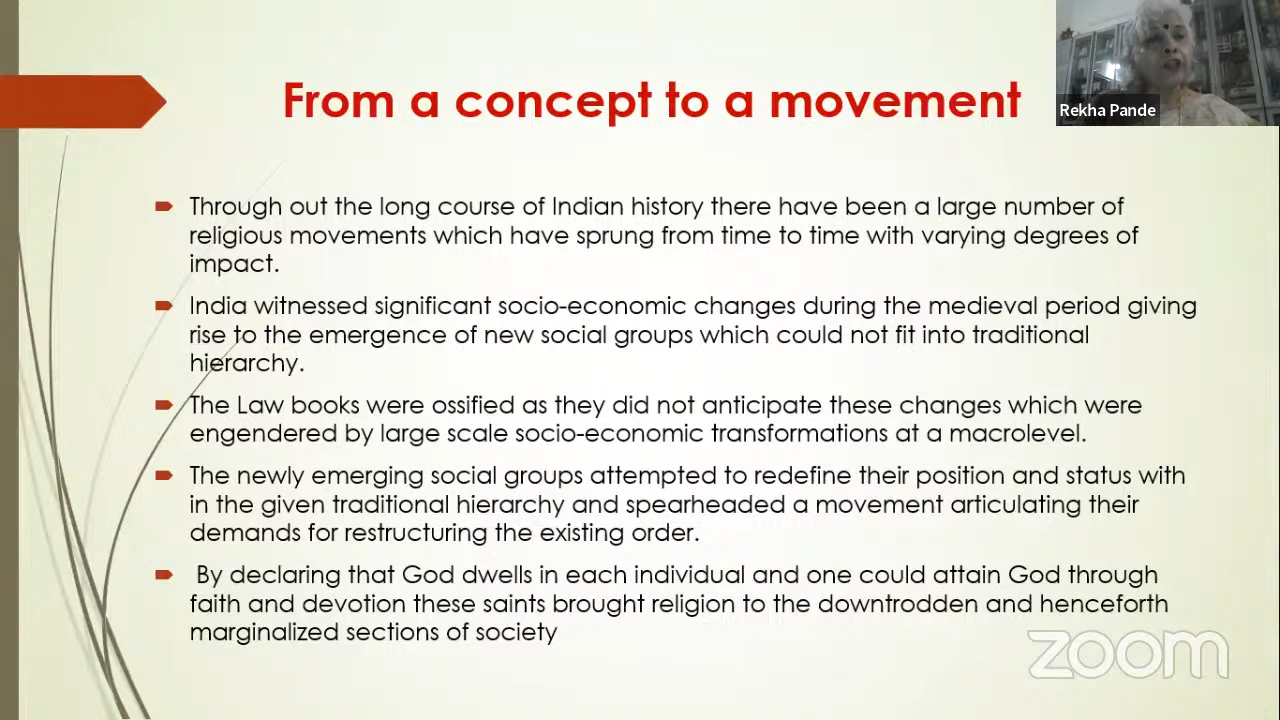 From a concept to a movement
Rekha Pande
Through out the long course of Indian history there have been a large number of
religious movements which have sprung from time to time with varying degrees of
impact.
India witnessed significant socio-economic changes during the medieval period giving
rise to the emergence of new social groups which could not fit into traditional
hierarchy.
The Law books were ossified as they did not anticipate these changes which were
engendered by large scale socio-economic transformations at a macrolevel.
The newly emerging social groups attempted to redefine their position and status with
in the given traditional hierarchy and spearheaded a movement articulating their
demands for restructuring the existing order.
By declaring that God dwells in each individual and one could attain God through
faith and devotion these saints brought religion to the downtrodden and henceforth
marginalized sections of society
zoom